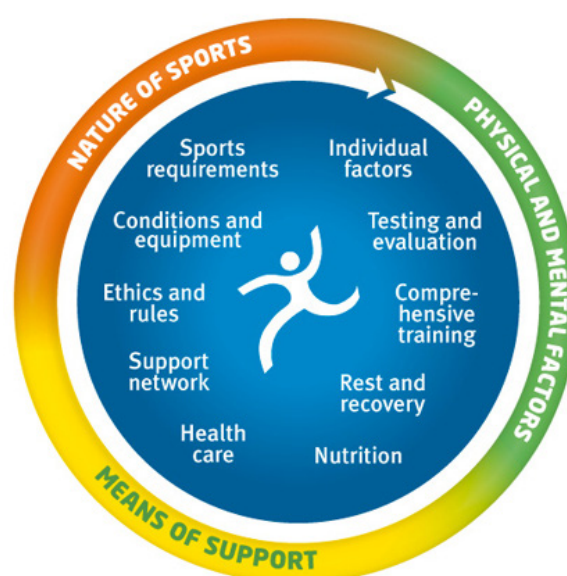 NATURE OF SPORTS
PHYSICAL AND MENTAL FACTORS
MEANS OF SUPPORT
Sports
requirements
Individual
factors
Conditions and
equipment
Testing and
evaluation
Ethics and
rules
Compre-
hensive
training
Support
network
Rest and
recovery
Health
care
Nutrition